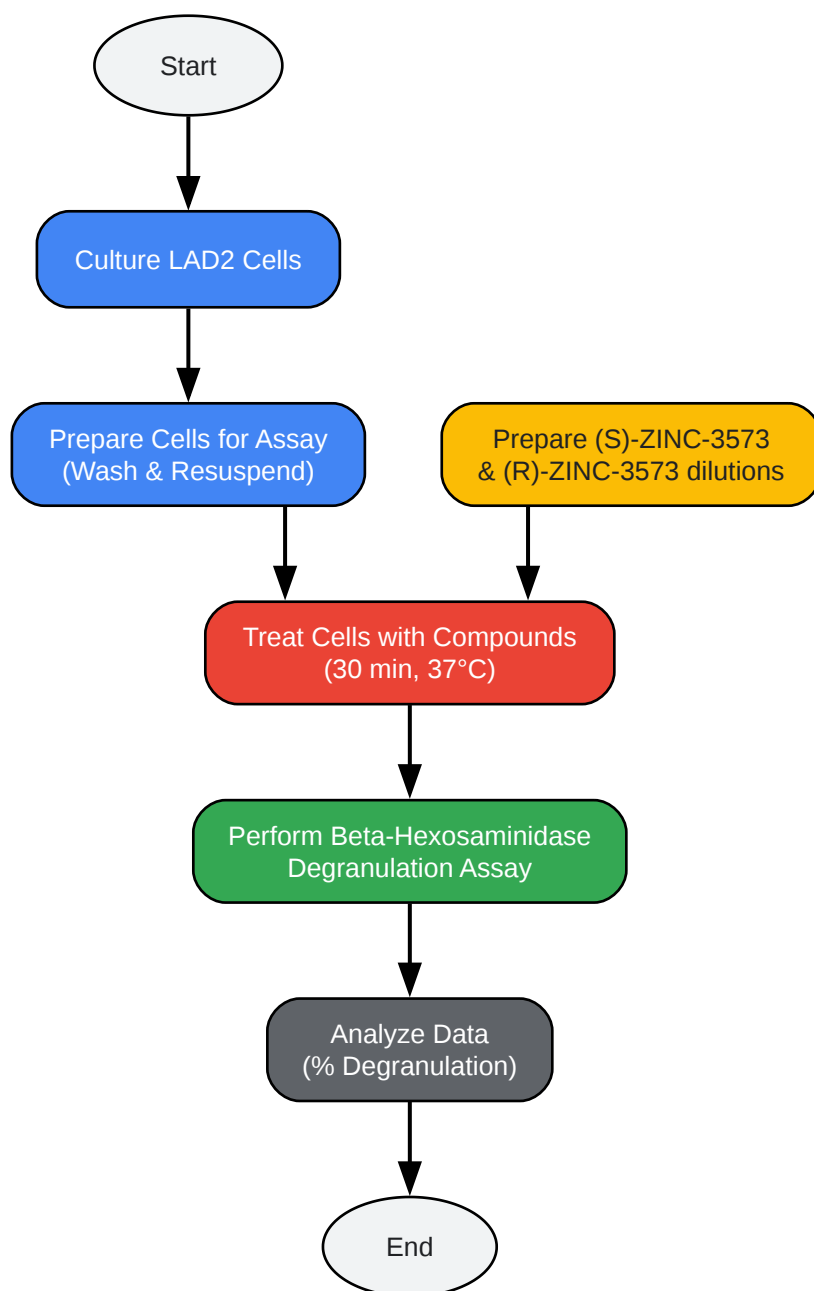 Start
Culture LAD2 Cells
Prepare Cells for Assay
(Wash & Resuspend)
Prepare (S)-ZINC-3573
& (R)-ZINC-3573 dilutions
Treat Cells with Compounds
(30 min, 37°C)
Perform Beta-Hexosaminidase
Degranulation Assay
Analyze Data
(% Degranulation)
End